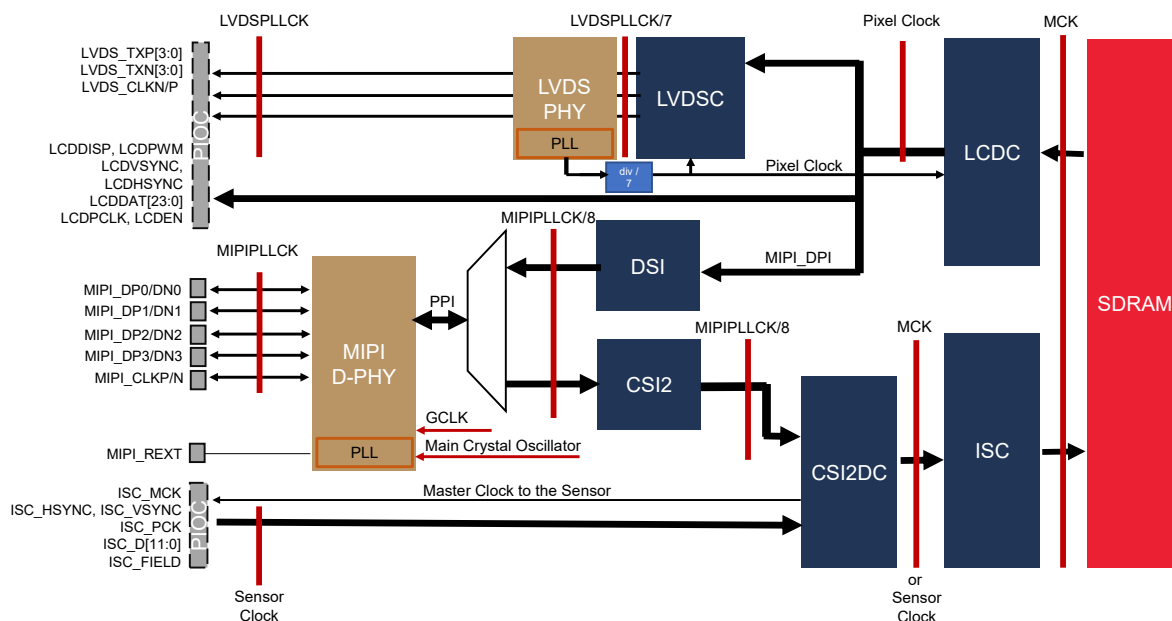 LVDSPLLCK
LVDSPLLCK/7
Pixel Clock
MCK
LVDS_TXP[3:0]
LVDS_TXN[3:0]
LVDS_CLKN/P
PIOC
LVDS
PHY
PLL
LVDSC
LCDC
SDRAM
div /
7
Pixel Clock
LCDDISP, LCDPWM
LCDVSYNC,
LCDHSYNC
LCDDAT[23:0]
LCDPCLK, LCDEN
MIPIPLLCK
MIPIPLLCK/8
DSI
MIPI_DPI
MIPI_DP0/DN0
MIPI_DP1/DN1
MIPI_DP2/DN2
MIPI_DP3/DN3
MIPI_CLKP/N
MIPI
D-PHY
PPI
MIPIPLLCK/8
MCK
CSI2
GCLK
Main Crystal Oscillator
MIPI_REXT
PLL
CSI2DC
ISC
Master Clock to the Sensor
ISC_MCK
ISC_HSYNC, ISC_VSYNC
ISC_PCK
ISC_D[11:0]
ISC_FIELD
PIOC
Sensor
Clock
or
Sensor
Clock